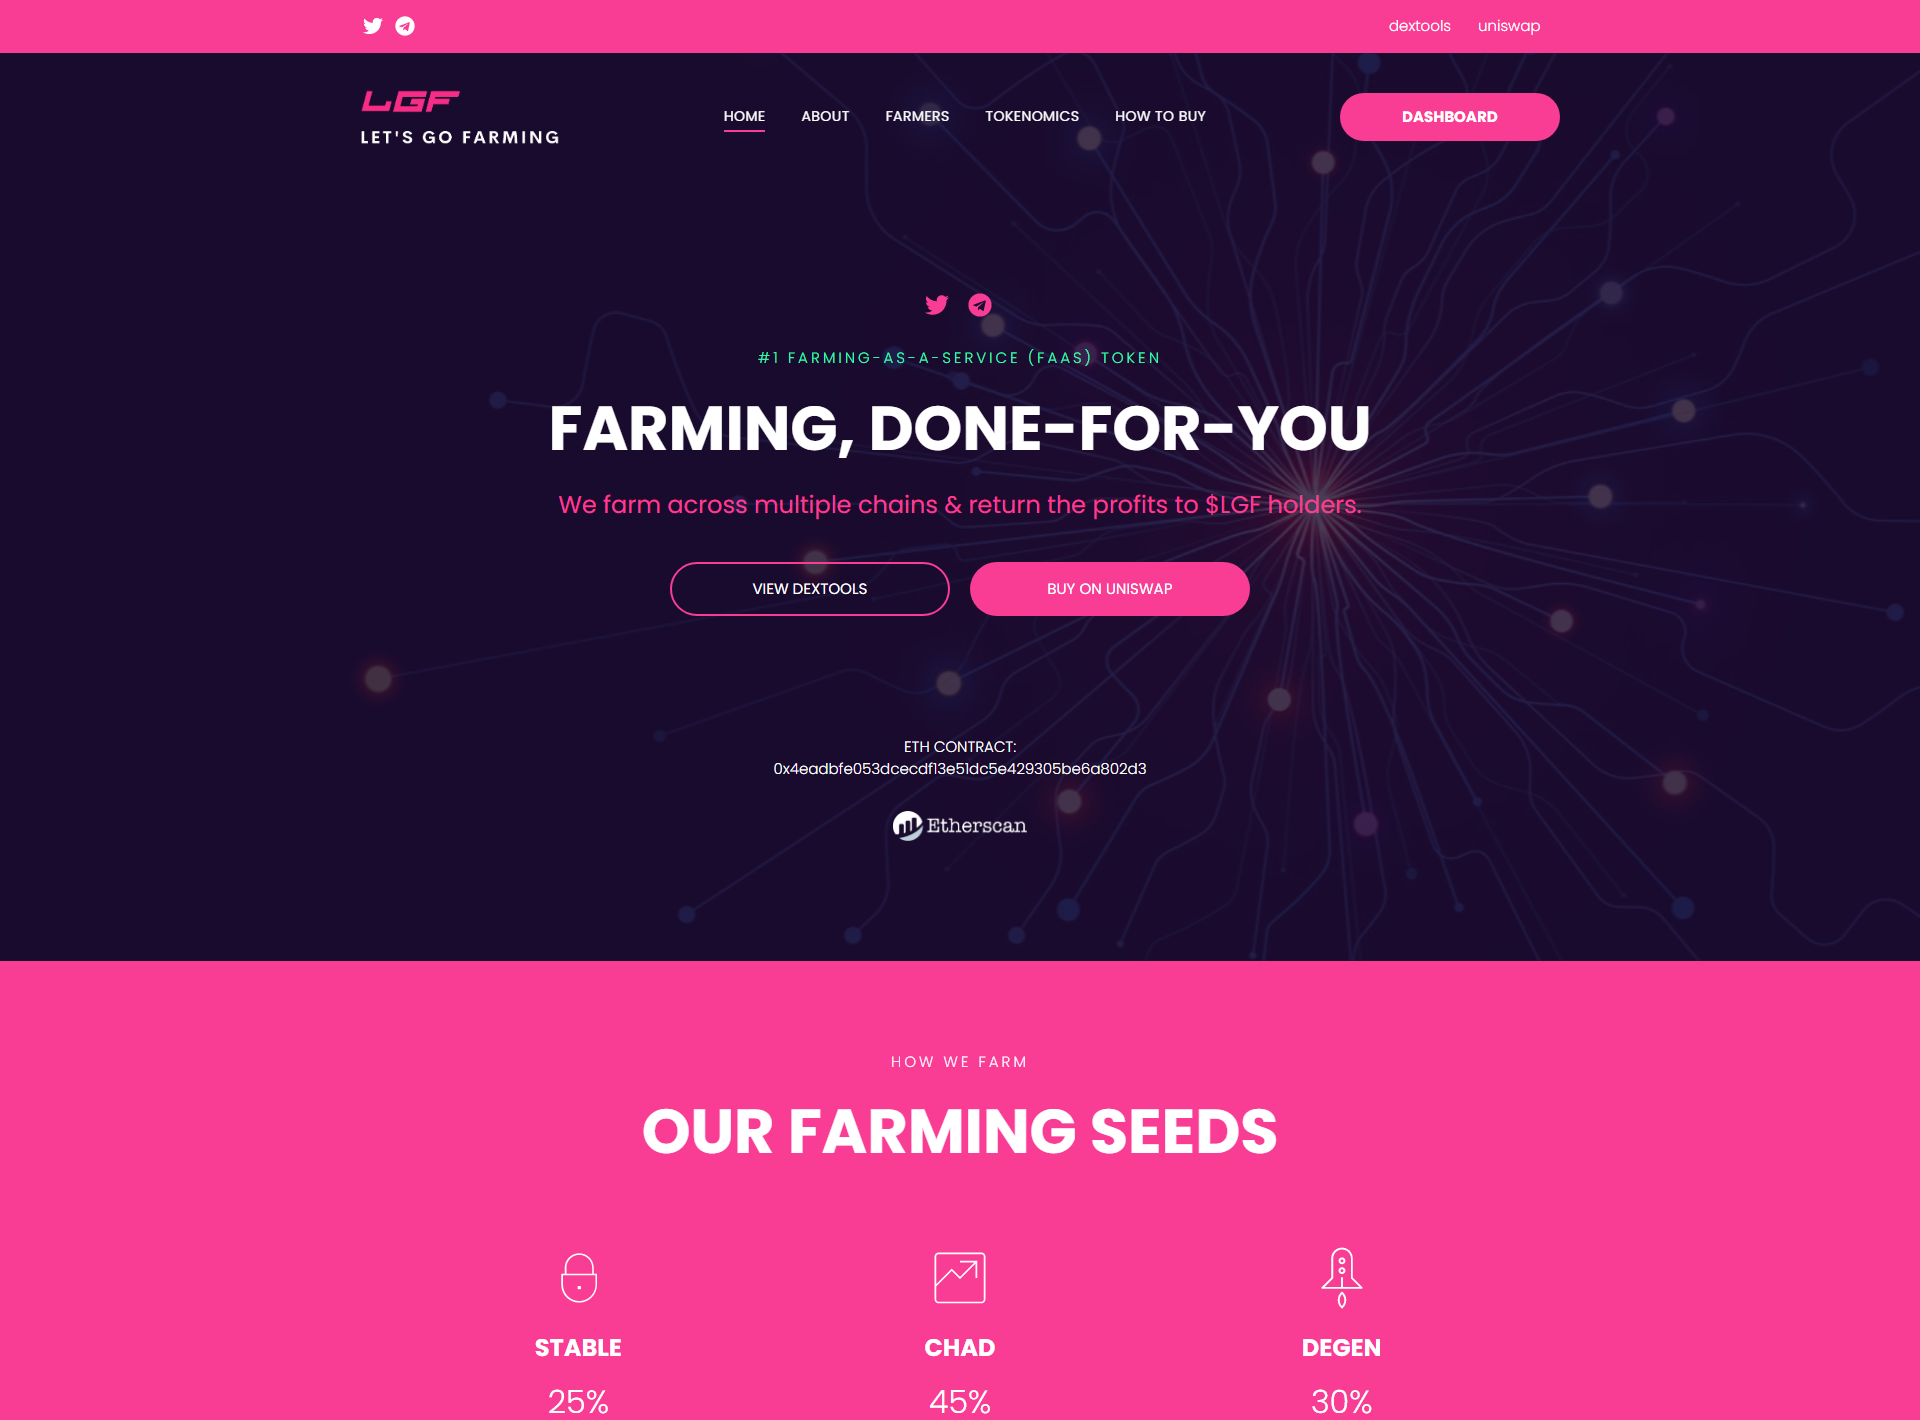 dextools uniswap
LGF
LET'S GO FARMING
HOME ABOUT FARMERS TOKENOMICS HOW TO BUY
DASHBOARD
#1 FARMING-AS-A-SERVICE (FAAS) TOKEN
FARMING, DONE-FOR-YOU
We farm across multiple chains & return the profits to $LGF holders.
VIEW DEXTOOLS BUY ON UNISWAP
ETH CONTRACT:
0x4eadbfe053dcecdf13e51dc5e429305be6a802d3
Etherscan
HOW WE FARM
OUR FARMING SEEDS
STABLE CHAD DEGEN
25% 45% 30%